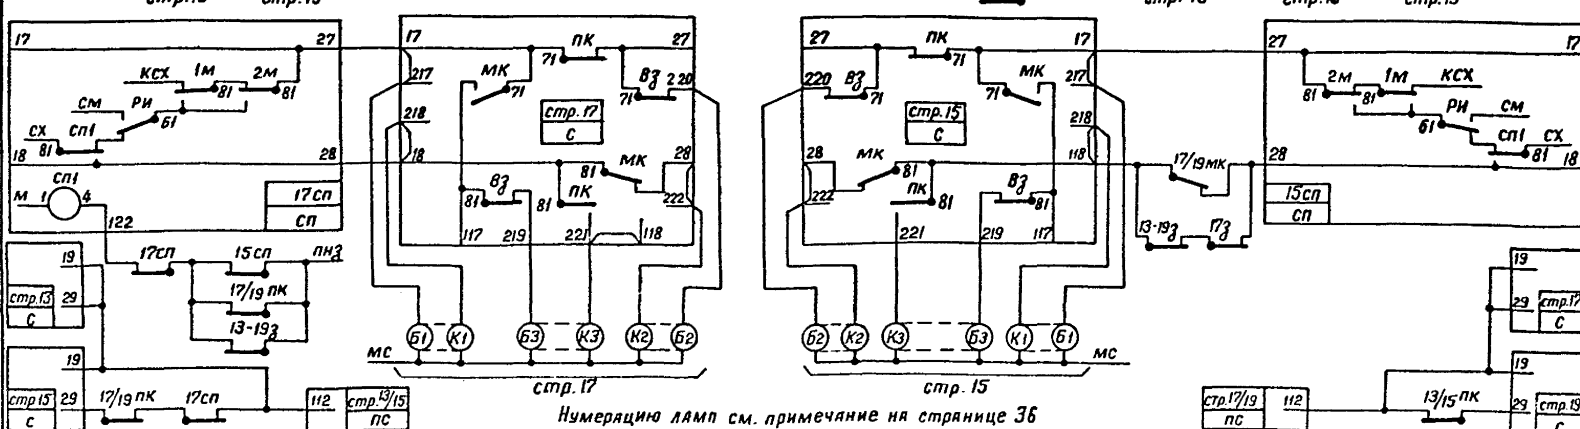 17 27
КСХ 1М 2М
81 81
СМ РИ
61
СХ СП1
81
18 28
СП1
М 1 4
122
17СП
СП
17 ПК 27
71
217 МК ВЗ 220
71 71
218
стр.17
С
18 МК 28
81
ВЗ ПК
81 81
222
117 219 221 118
27 ПК 17
71
220 ВЗ МК 217
71 71
218
стр.15
С
28 МК 118
81
ПК ВЗ
81 81
222
221 219 117
17/19МК
13-19З 17З
27 17
2М 1М КСХ
81 81
РИ СМ
61
СП1 СХ
81
28 18
15СП
СП
19
29
стр.13
С
17СП 15СП ПНЗ
17/19 ПК
13-19З
19
стр15 29
С
17/19 ПК 17СП
112 стр.13/15
ПС
Б1 К1 Б3 К3 К2 Б2
МС
стр.17
Б2 К2 К3 Б3 К1 Б1
МС
стр.15
Нумерацию ламп см. примечание на странице 36
19
29 стр.17
С
19
29 стр.19
стр.17/19 112
ПС
13/15 ПК